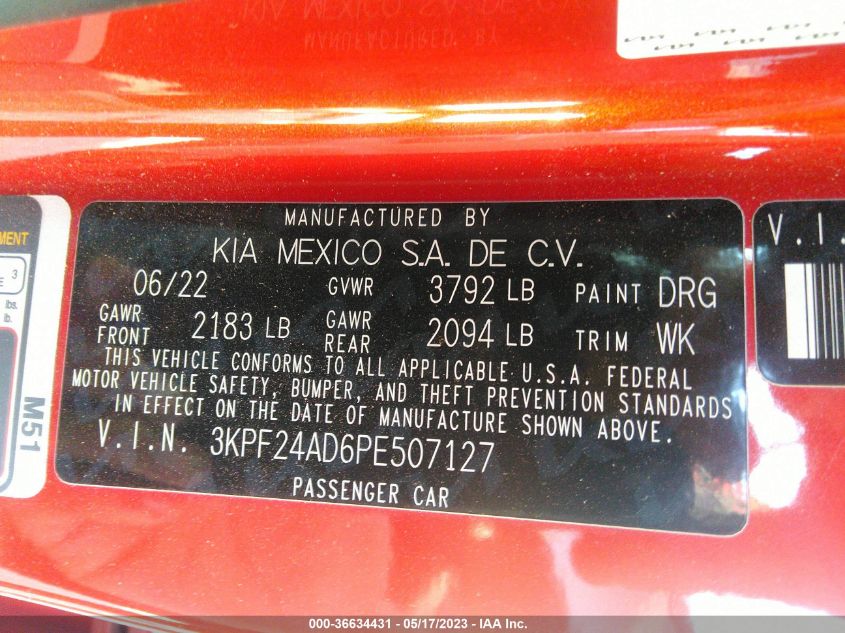 MANUFACTURED BY
KIA MEXICO S.A. DE C.V.
06/22 GVWR 3792 LB PAINT DRG
GAWR FRONT 2183 LB GAWR REAR 2094 LB TRIM WK
THIS VEHICLE CONFORMS TO ALL APPLICABLE U.S.A. FEDERAL
MOTOR VEHICLE SAFETY, BUMPER, AND THEFT PREVENTION STANDARDS
IN EFFECT ON THE DATE OF MANUFACTURE SHOWN ABOVE.
V.I.N. 3KPF24AD6PE507127
PASSENGER CAR
3
lbs.
lb.
M51
V.I.
000-36634431 - 05/17/2023 - IAA Inc.